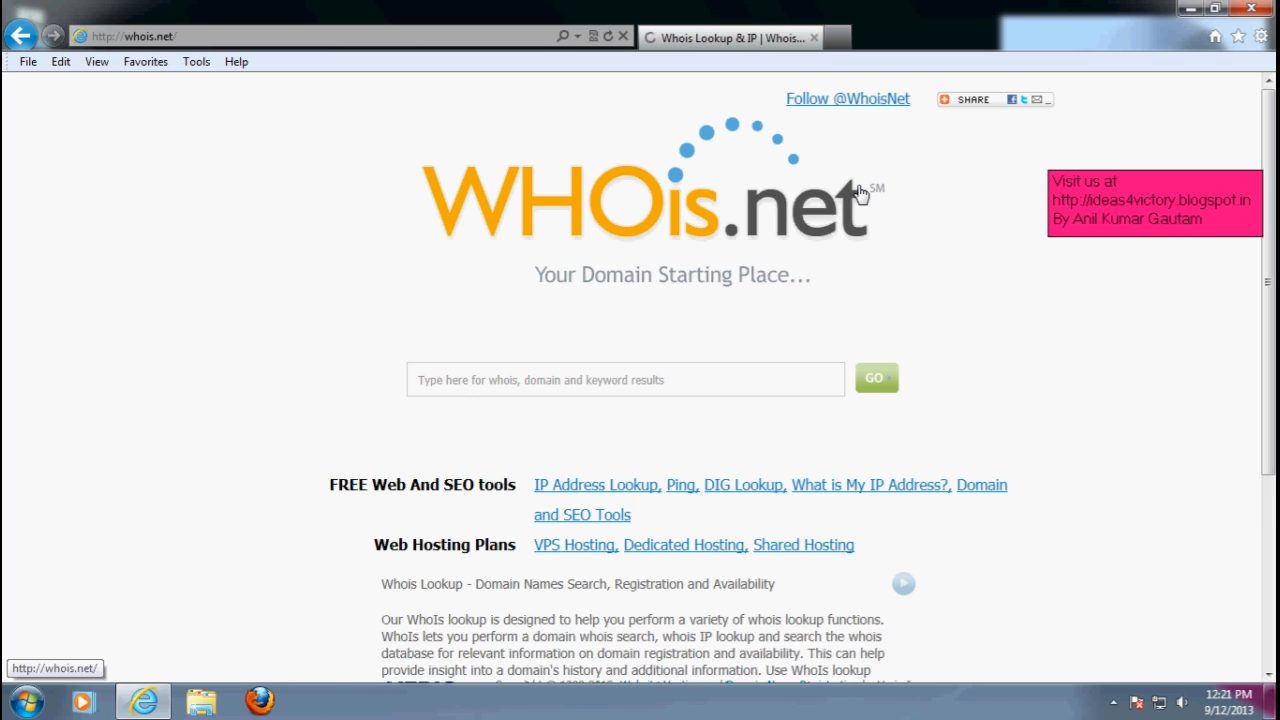 http://whois.net/
Whois Lookup & IP | Whois...
File Edit View Favorites Tools Help
Follow @WhoisNet
SHARE
WHOis.net SM
Your Domain Starting Place...
Visit us at
http://ideas4victory.blogspot.in
By Anil Kumar Gautam
Type here for whois, domain and keyword results
GO
FREE Web And SEO tools IP Address Lookup, Ping, DIG Lookup, What is My IP Address?, Domain
and SEO Tools
Web Hosting Plans VPS Hosting, Dedicated Hosting, Shared Hosting
Whois Lookup - Domain Names Search, Registration and Availability
Our WhoIs lookup is designed to help you perform a variety of whois lookup functions.
WhoIs lets you perform a domain whois search, whois IP lookup and search the whois
database for relevant information on domain registration and availability. This can help
provide insight into a domain's history and additional information. Use WhoIs lookup
http://whois.net/
12:21 PM
9/12/2013